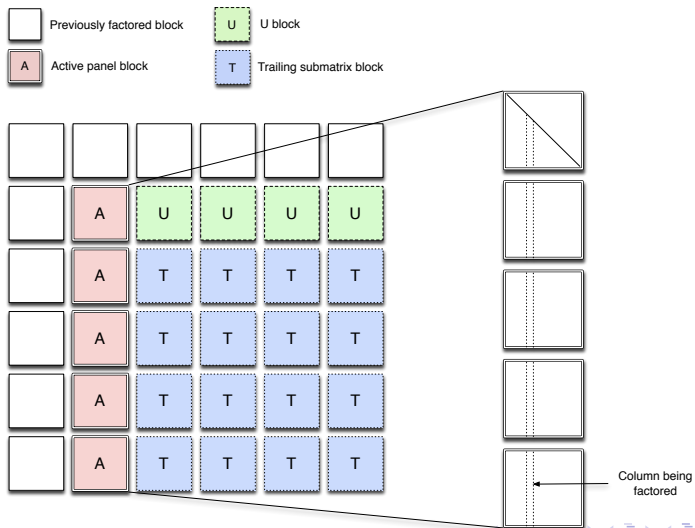 Previously factored block
U
U block
A
Active panel block
T
Trailing submatrix block
A U U U U
A T T T T
A T T T T
A T T T T
A T T T T
Column being
factored